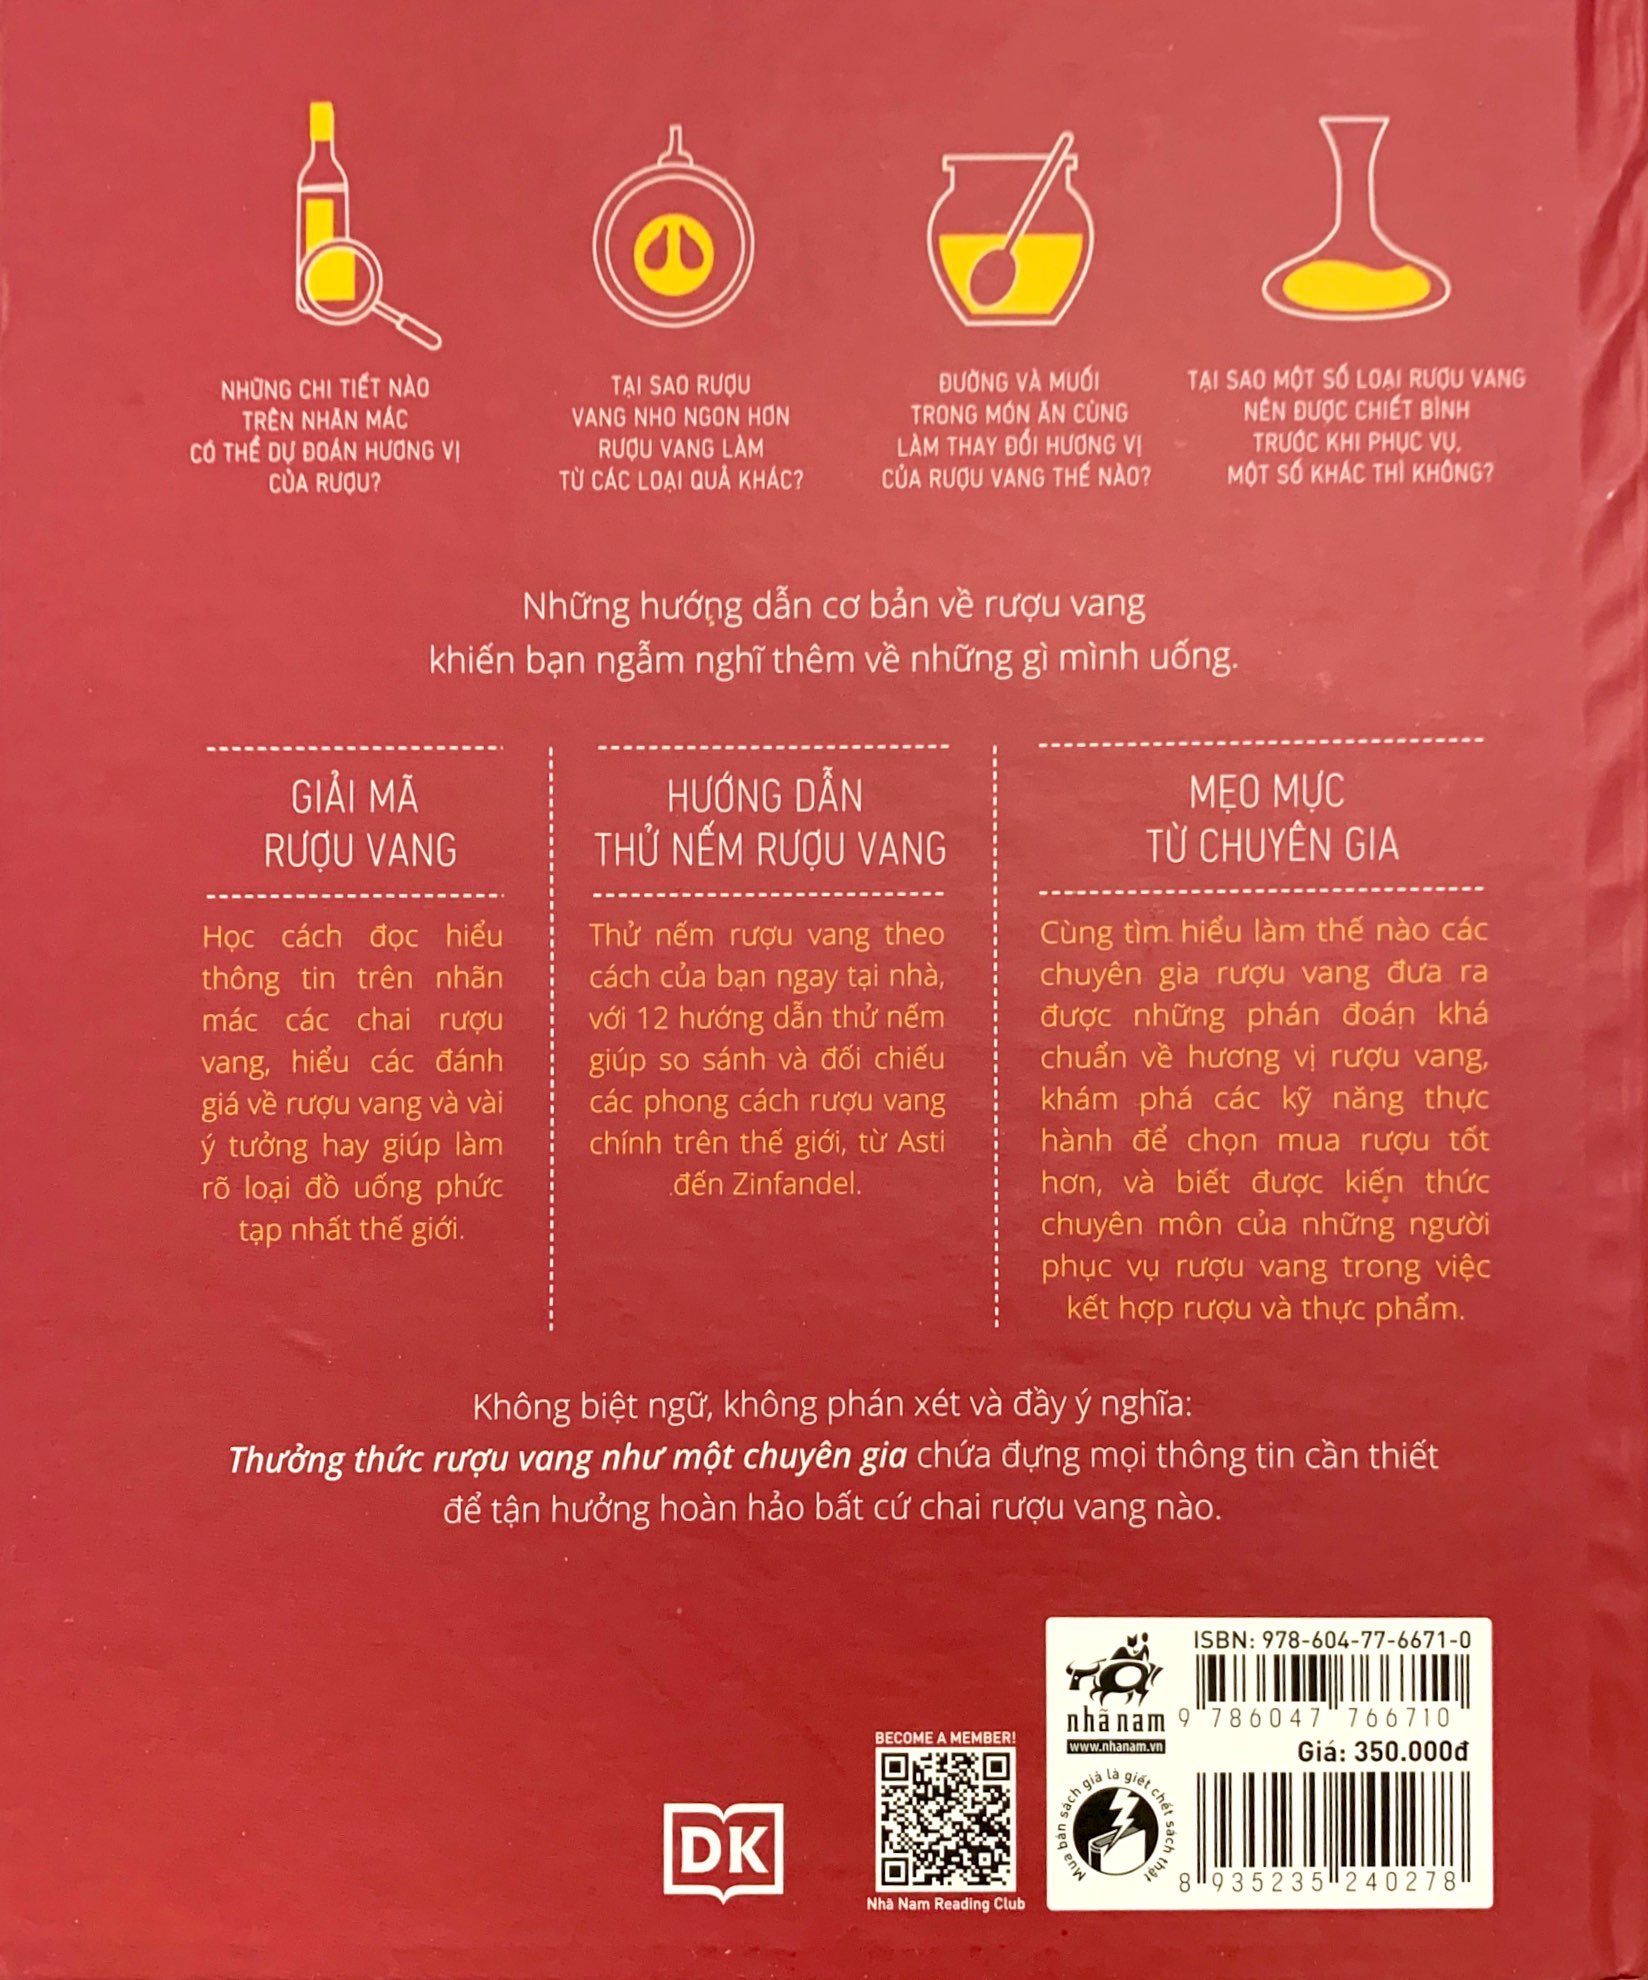 NHỮNG CHI TIẾT NÀO
TRÊN NHÃN MÁC
CÓ THỂ DỰ ĐOÁN HƯƠNG VỊ
CỦA RƯỢU?
TẠI SAO RƯỢU
VANG NHO NGON HƠN
RƯỢU VANG LÀM
TỪ CÁC LOẠI QUẢ KHÁC?
ĐƯỜNG VÀ MUỐI
TRONG MÓN ĂN CÙNG
LÀM THAY ĐỔI HƯƠNG VỊ
CỦA RƯỢU VANG THẾ NÀO?
TẠI SAO MỘT SỐ LOẠI RƯỢU VANG
NÊN ĐƯỢC CHIẾT BÌNH
TRƯỚC KHI PHỤC VỤ,
MỘT SỐ KHÁC THÌ KHÔNG?
Những hướng dẫn cơ bản về rượu vang
khiến bạn ngẫm nghĩ thêm về những gì mình uống.
GIẢI MÃ
RƯỢU VANG
Học cách đọc hiểu
thông tin trên nhãn
mác các chai rượu
vang, hiểu các đánh
giá về rượu vang và vài
ý tưởng hay giúp làm
rõ loại đồ uống phức
tạp nhất thế giới.
HƯỚNG DẪN
THỬ NẾM RƯỢU VANG
Thử nếm rượu vang theo
cách của bạn ngay tại nhà,
với 12 hướng dẫn thử nếm
giúp so sánh và đối chiếu
các phong cách rượu vang
chính trên thế giới, từ Asti
đến Zinfandel.
MẸO MỰC
TỪ CHUYÊN GIA
Cùng tìm hiểu làm thế nào các
chuyên gia rượu vang đưa ra
được những phán đoán khá
chuẩn về hương vị rượu vang,
khám phá các kỹ năng thực
hành để chọn mua rượu tốt
hơn, và biết được kiến thức
chuyên môn của những người
phục vụ rượu vang trong việc
kết hợp rượu và thực phẩm.
Không biệt ngữ, không phán xét và đầy ý nghĩa:
Thưởng thức rượu vang như một chuyên gia chứa đựng mọi thông tin cần thiết
để tận hưởng hoàn hảo bất cứ chai rượu vang nào.
DK
BECOME A MEMBER!
Nhã Nam Reading Club
nhã nam
www.nhanam.vn
Mua bán sách giả là giết chết sách thật
ISBN: 978-604-77-6671-0
9 786047 766710
Giá: 350.000đ
8 935235 240278